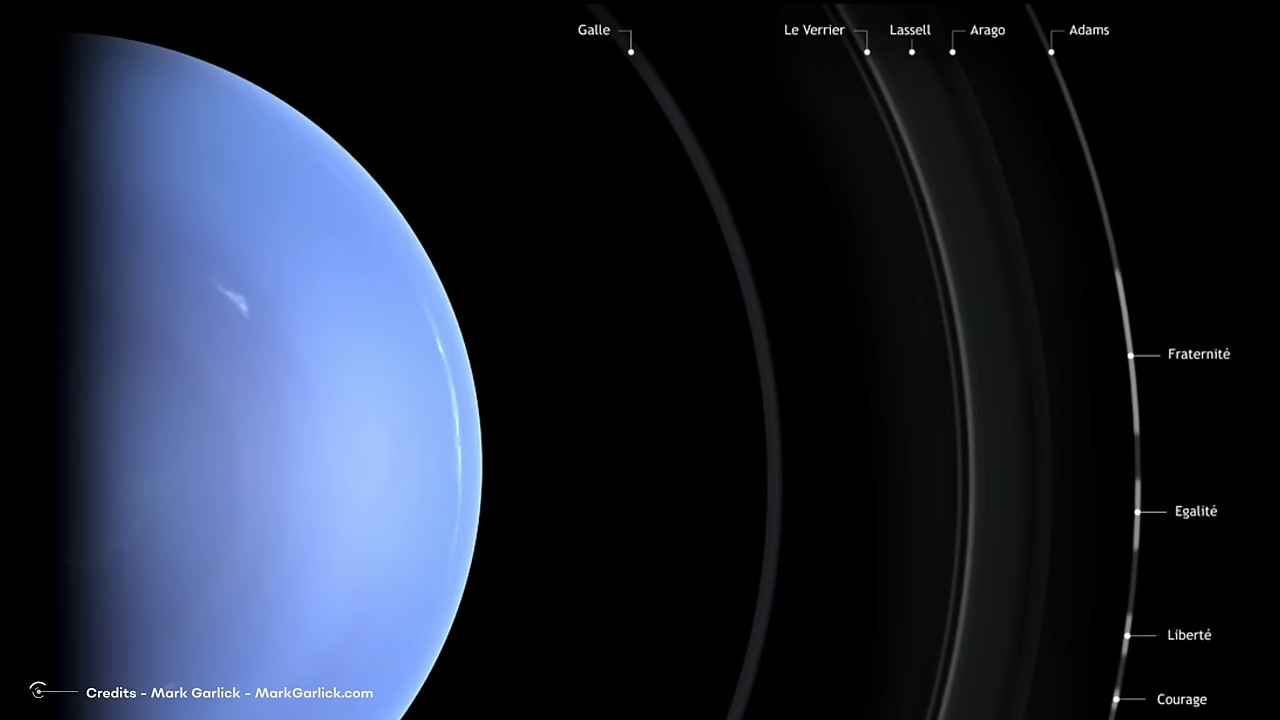 Galle
Le Verrier
Lassell
Arago
Adams
Fraternité
Egalité
Liberté
Courage
Credits - Mark Garlick - MarkGarlick.com